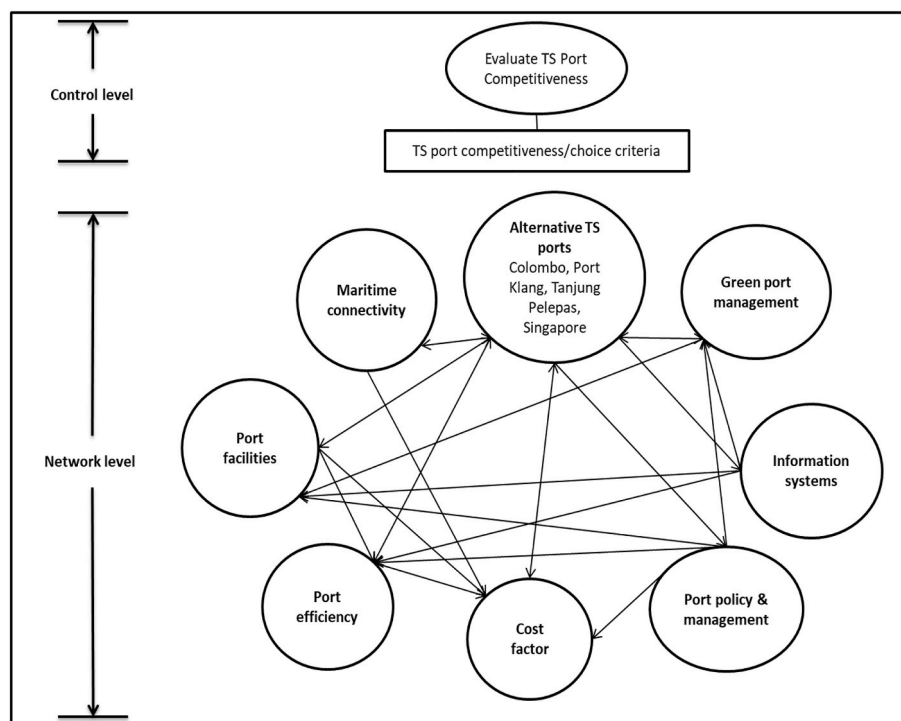 Evaluate TS Port
Competitiveness
Control level
TS port competitiveness/choice criteria
Alternative TS
ports
Colombo, Port
Klang, Tanjung
Pelepas,
Singapore
Maritime
connectivity
Green port
management
Port
facilities
Network level
Information
systems
Port
efficiency
Cost
factor
Port policy &
management